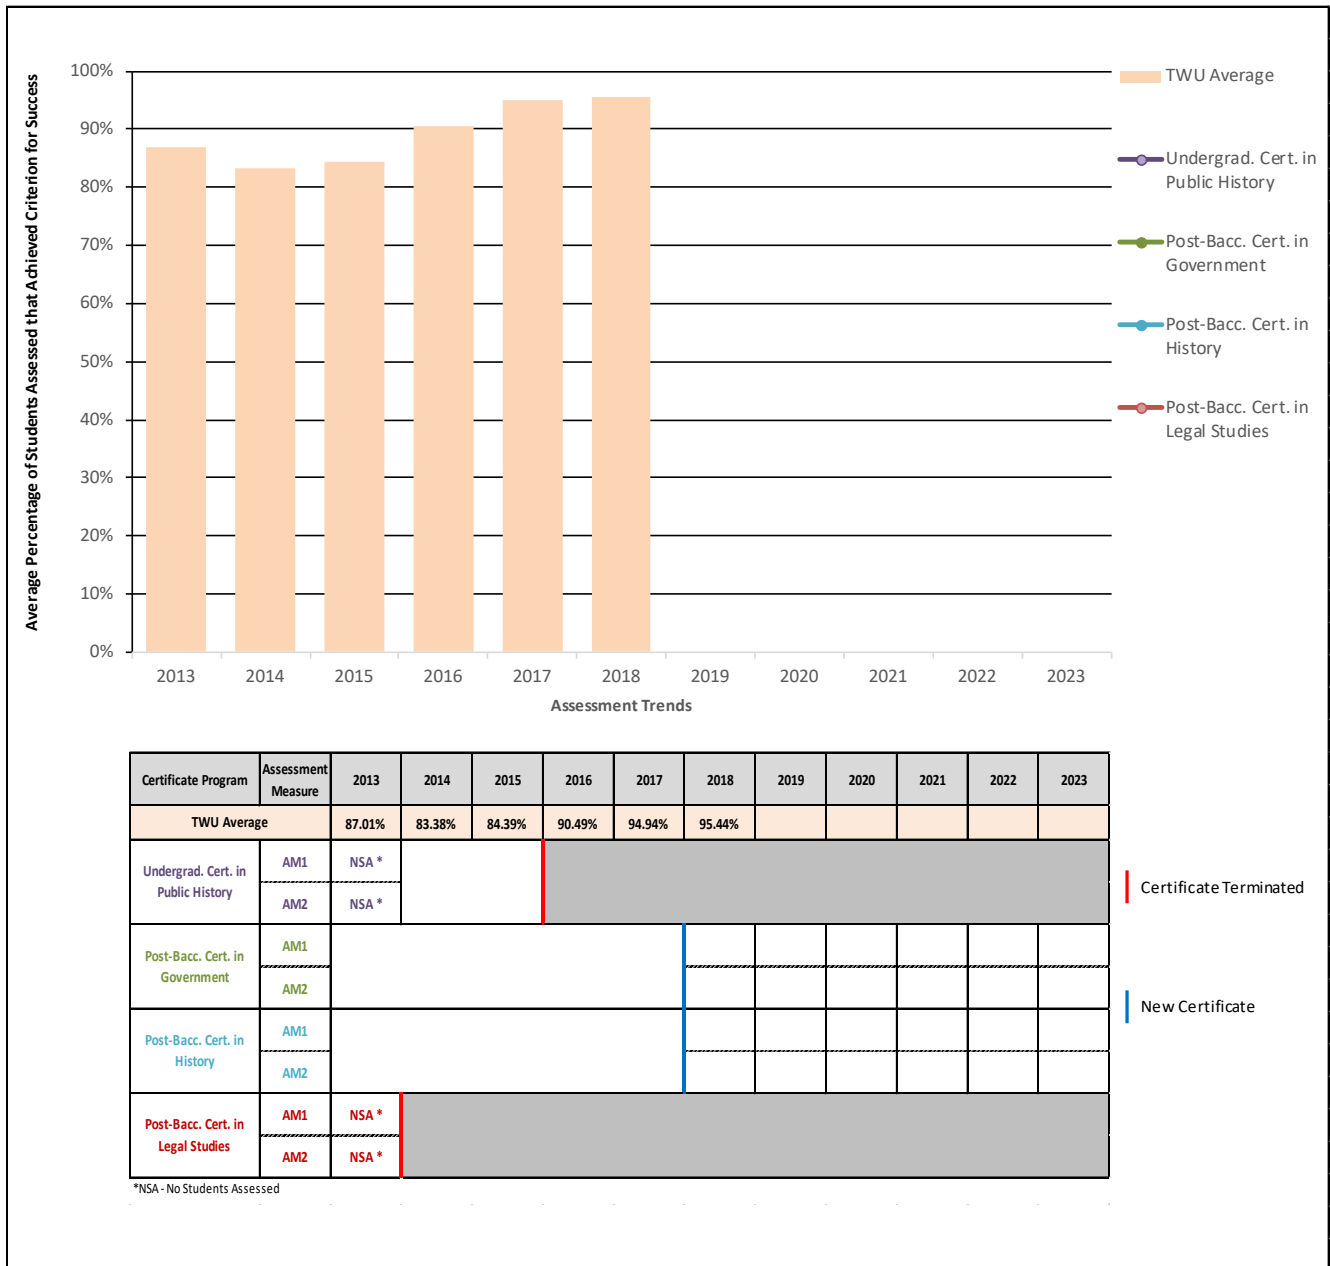 Average Percentage of Students Assessed that Achieved Criterion for Success
100%
90%
80%
70%
60%
50%
40%
30%
20%
10%
0%
2013 2014 2015 2016 2017 2018 2019 2020 2021 2022 2023
Assessment Trends
TWU Average
Undergrad. Cert. in
Public History
Post-Bacc. Cert. in
Government
Post-Bacc. Cert. in
History
Post-Bacc. Cert. in
Legal Studies
Certificate Program Assessment Measure 2013 2014 2015 2016 2017 2018 2019 2020 2021 2022 2023
TWU Average 87.01% 83.38% 84.39% 90.49% 94.94% 95.44%
Undergrad. Cert. in
Public History
AM1 NSA *
AM2 NSA *
Post-Bacc. Cert. in
Government
AM1
AM2
Post-Bacc. Cert. in
History
AM1
AM2
Post-Bacc. Cert. in
Legal Studies
AM1 NSA *
AM2 NSA *
*NSA - No Students Assessed
Certificate Terminated
New Certificate